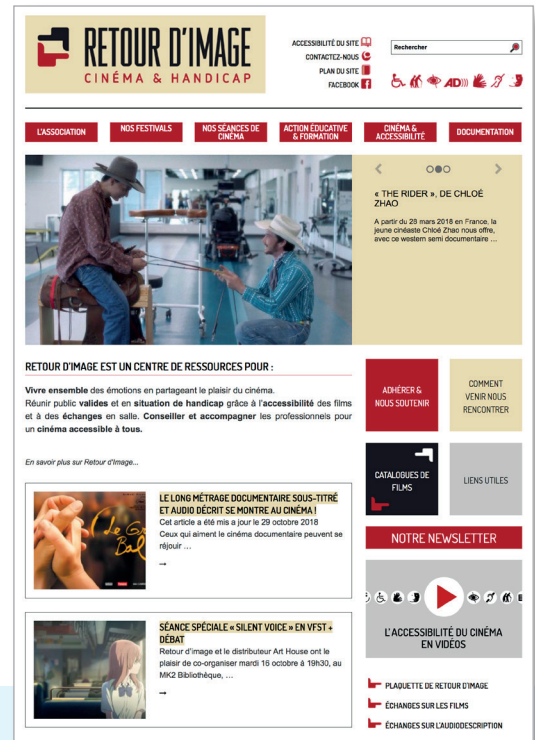 RETOUR D'IMAGE
CINÉMA & HANDICAP
ACCESSIBILITÉ DU SITE
CONTACTEZ-NOUS
PLAN DU SITE
FACEBOOK
Rechercher
AD
L'ASSOCIATION
NOS FESTIVALS
NOS SÉANCES DE
CINÉMA
ACTION ÉDUCATIVE
& FORMATION
CINÉMA &
ACCESSIBILITÉ
DOCUMENTATION
« THE RIDER », DE CHLOÉ
ZHAO
A partir du 28 mars 2018 en France, la
jeune cinéaste Chloé Zhao nous offre,
avec ce western semi documentaire ...
RETOUR D'IMAGE EST UN CENTRE DE RESSOURCES POUR :
Vivre ensemble des émotions en partageant le plaisir du cinéma.
Réunir public valides et en situation de handicap grâce à l'accessibilité des films
et à des échanges en salle. Conseiller et accompagner les professionnels pour
un cinéma accessible à tous.
En savoir plus sur Retour d'Image...
ADHÉRER &
NOUS SOUTENIR
COMMENT
VENIR NOUS
RENCONTRER
CATALOGUES DE
FILMS
LIENS UTILES
Le Grand
Bal
LE LONG MÉTRAGE DOCUMENTAIRE SOUS-TITRÉ
ET AUDIO DÉCRIT SE MONTRE AU CINÉMA !
Cet article a été mis a jour le 29 octobre 2018
Ceux qui aiment le cinéma documentaire peuvent se
réjouir ...
→
NOTRE NEWSLETTER
L'ACCESSIBILITÉ DU CINÉMA
EN VIDÉOS
SÉANCE SPÉCIALE « SILENT VOICE » EN VFST +
DÉBAT
Retour d'image et le distributeur Art House ont le
plaisir de co-organiser mardi 16 octobre à 19h30, au
MK2 Bibliothèque, ...
→
PLAQUETTE DE RETOUR D'IMAGE
ÉCHANGES SUR LES FILMS
ÉCHANGES SUR L'AUDIODESCRIPTION